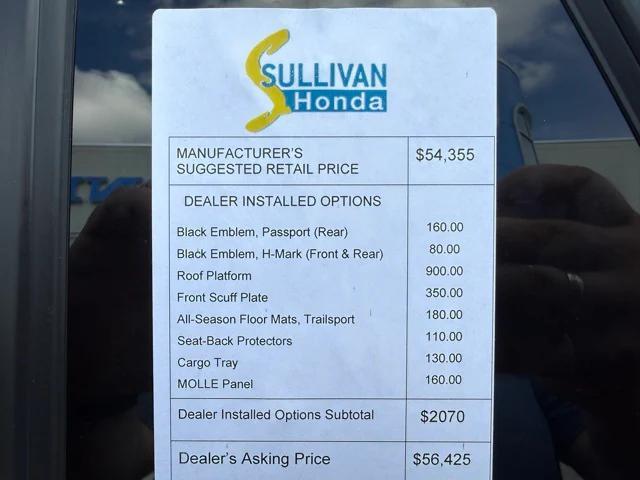 SULLIVAN
Honda
MANUFACTURER'S
SUGGESTED RETAIL PRICE $54,355
DEALER INSTALLED OPTIONS
Black Emblem, Passport (Rear) 160.00
Black Emblem, H-Mark (Front & Rear) 80.00
Roof Platform 900.00
Front Scuff Plate 350.00
All-Season Floor Mats, Trailsport 180.00
Seat-Back Protectors 110.00
Cargo Tray 130.00
MOLLE Panel 160.00
Dealer Installed Options Subtotal $2070
Dealer's Asking Price $56,425